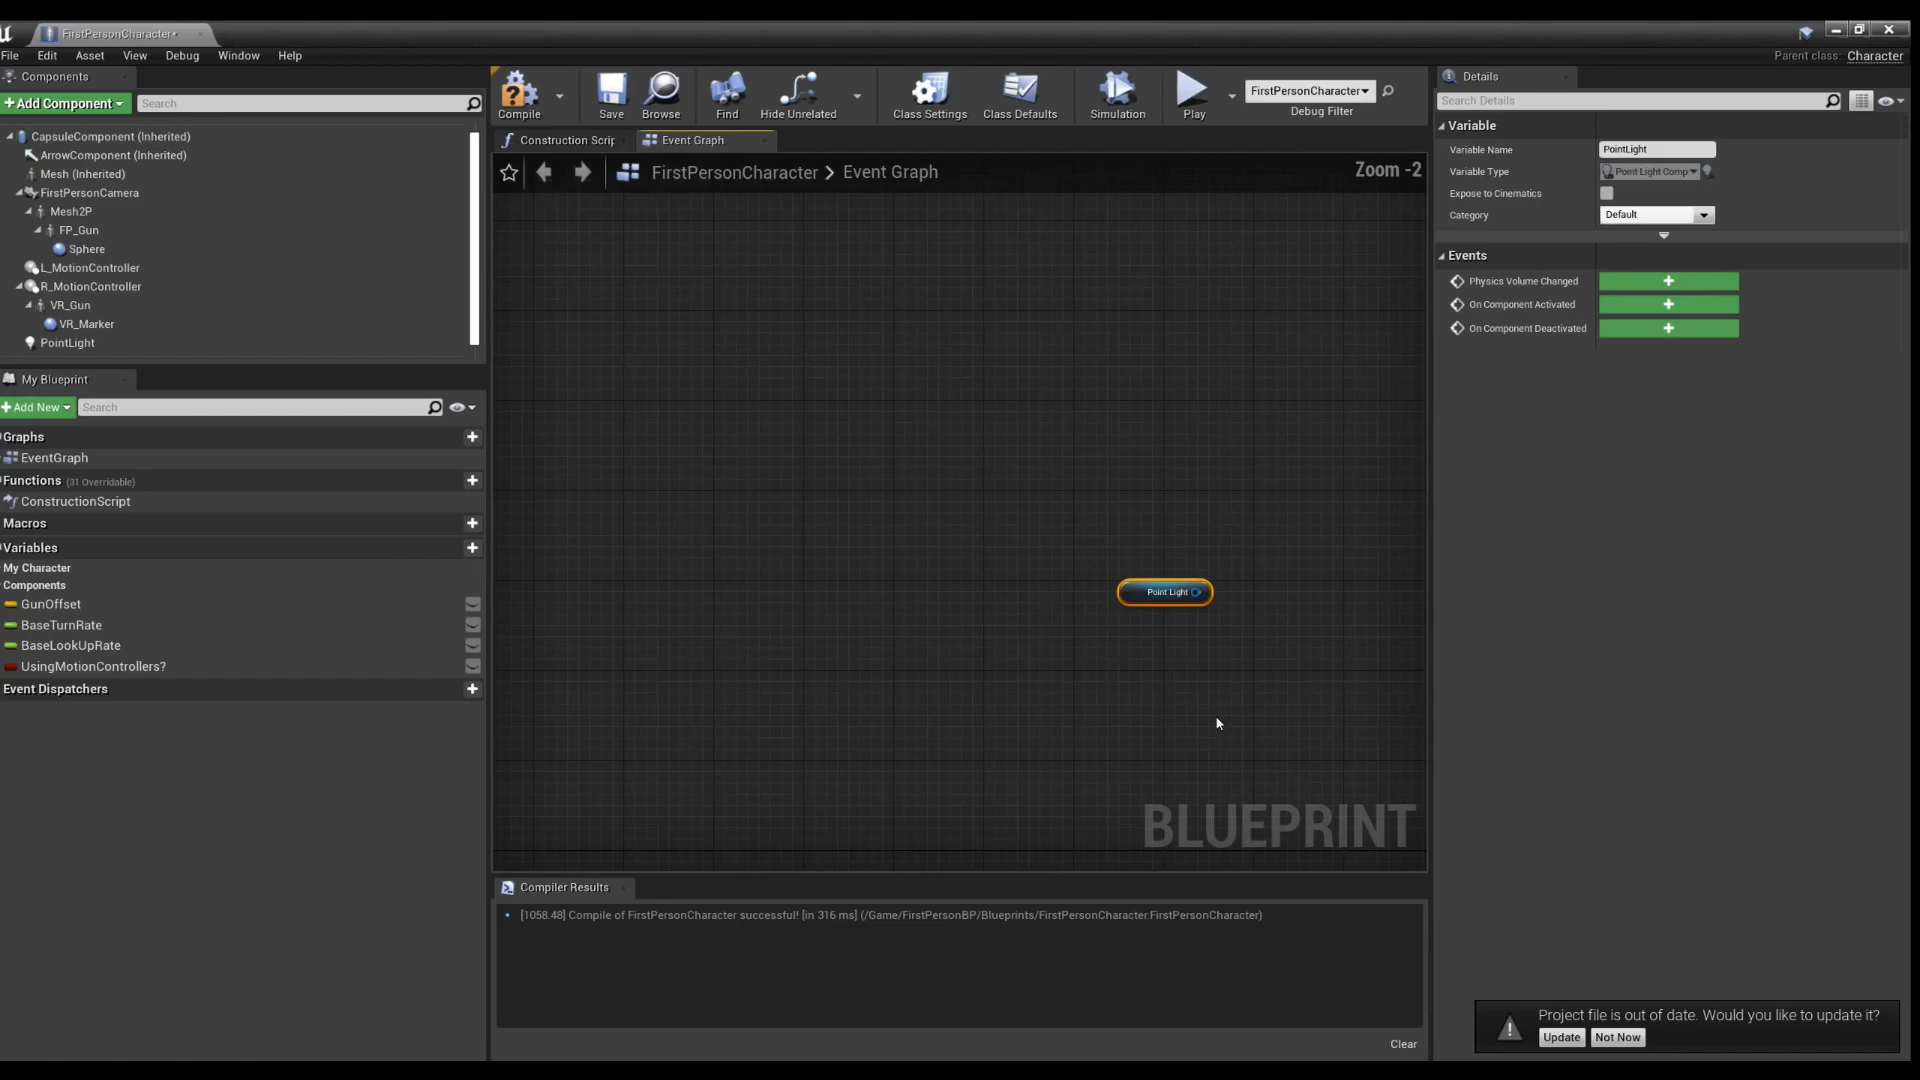 FirstPersonCharacter*
File Edit Asset View Debug Window Help
Parent class: Character
Components
+Add Component
Search
CapsuleComponent (Inherited)
ArrowComponent (Inherited)
Mesh (Inherited)
FirstPersonCamera
Mesh2P
FP_Gun
Sphere
L_MotionController
R_MotionController
VR_Gun
VR_Marker
PointLight
My Blueprint
+Add New
Search
Graphs
EventGraph
Functions (31 Overridable)
ConstructionScript
Macros
Variables
My Character
Components
GunOffset
BaseTurnRate
BaseLookUpRate
UsingMotionControllers?
Event Dispatchers
Compile
Save
Browse
Find
Hide Unrelated
Class Settings
Class Defaults
Simulation
Play
FirstPersonCharacter
Debug Filter
Construction Scrip
Event Graph
FirstPersonCharacter > Event Graph
Zoom -2
Point Light
BLUEPRINT
Compiler Results
[1058.48] Compile of FirstPersonCharacter successful! [in 316 ms] (/Game/FirstPersonBP/Blueprints/FirstPersonCharacter.FirstPersonCharacter)
Clear
Details
Search Details
Variable
Variable Name PointLight
Variable Type Point Light Comp
Expose to Cinematics
Category Default
Events
Physics Volume Changed
On Component Activated
On Component Deactivated
Project file is out of date. Would you like to update it?
Update Not Now